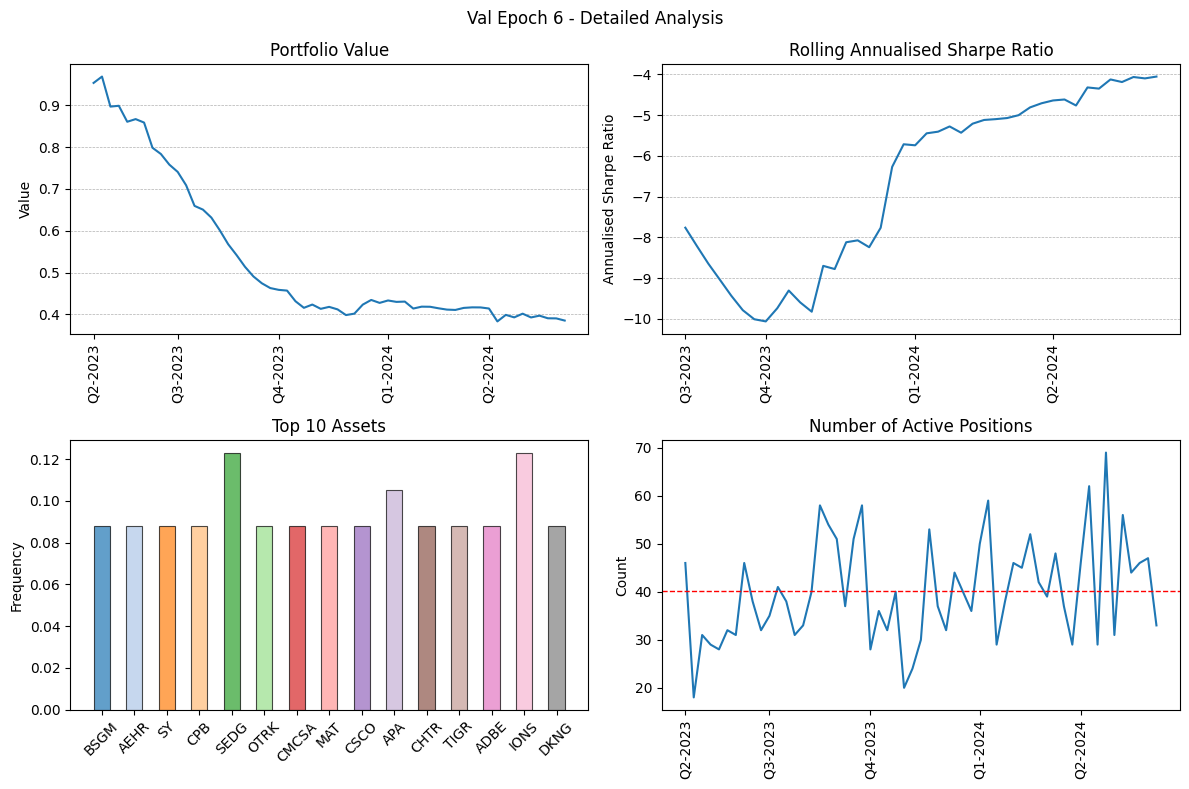 Val Epoch 6 - Detailed Analysis
Portfolio Value
Value
0.9
0.8
0.7
0.6
0.5
0.4
Q2-2023
Q3-2023
Q4-2023
Q1-2024
Q2-2024
Rolling Annualised Sharpe Ratio
Annualised Sharpe Ratio
−4
−5
−6
−7
−8
−9
−10
Q3-2023
Q4-2023
Q1-2024
Q2-2024
Top 10 Assets
Frequency
0.12
0.10
0.08
0.06
0.04
0.02
0.00
BSGM
AEHR
SY
CPB
SEDG
OTRK
CMCSA
MAT
CSCO
APA
CHTR
TIGR
ADBE
IONS
DKNG
Number of Active Positions
Count
70
60
50
40
30
20
Q2-2023
Q3-2023
Q4-2023
Q1-2024
Q2-2024